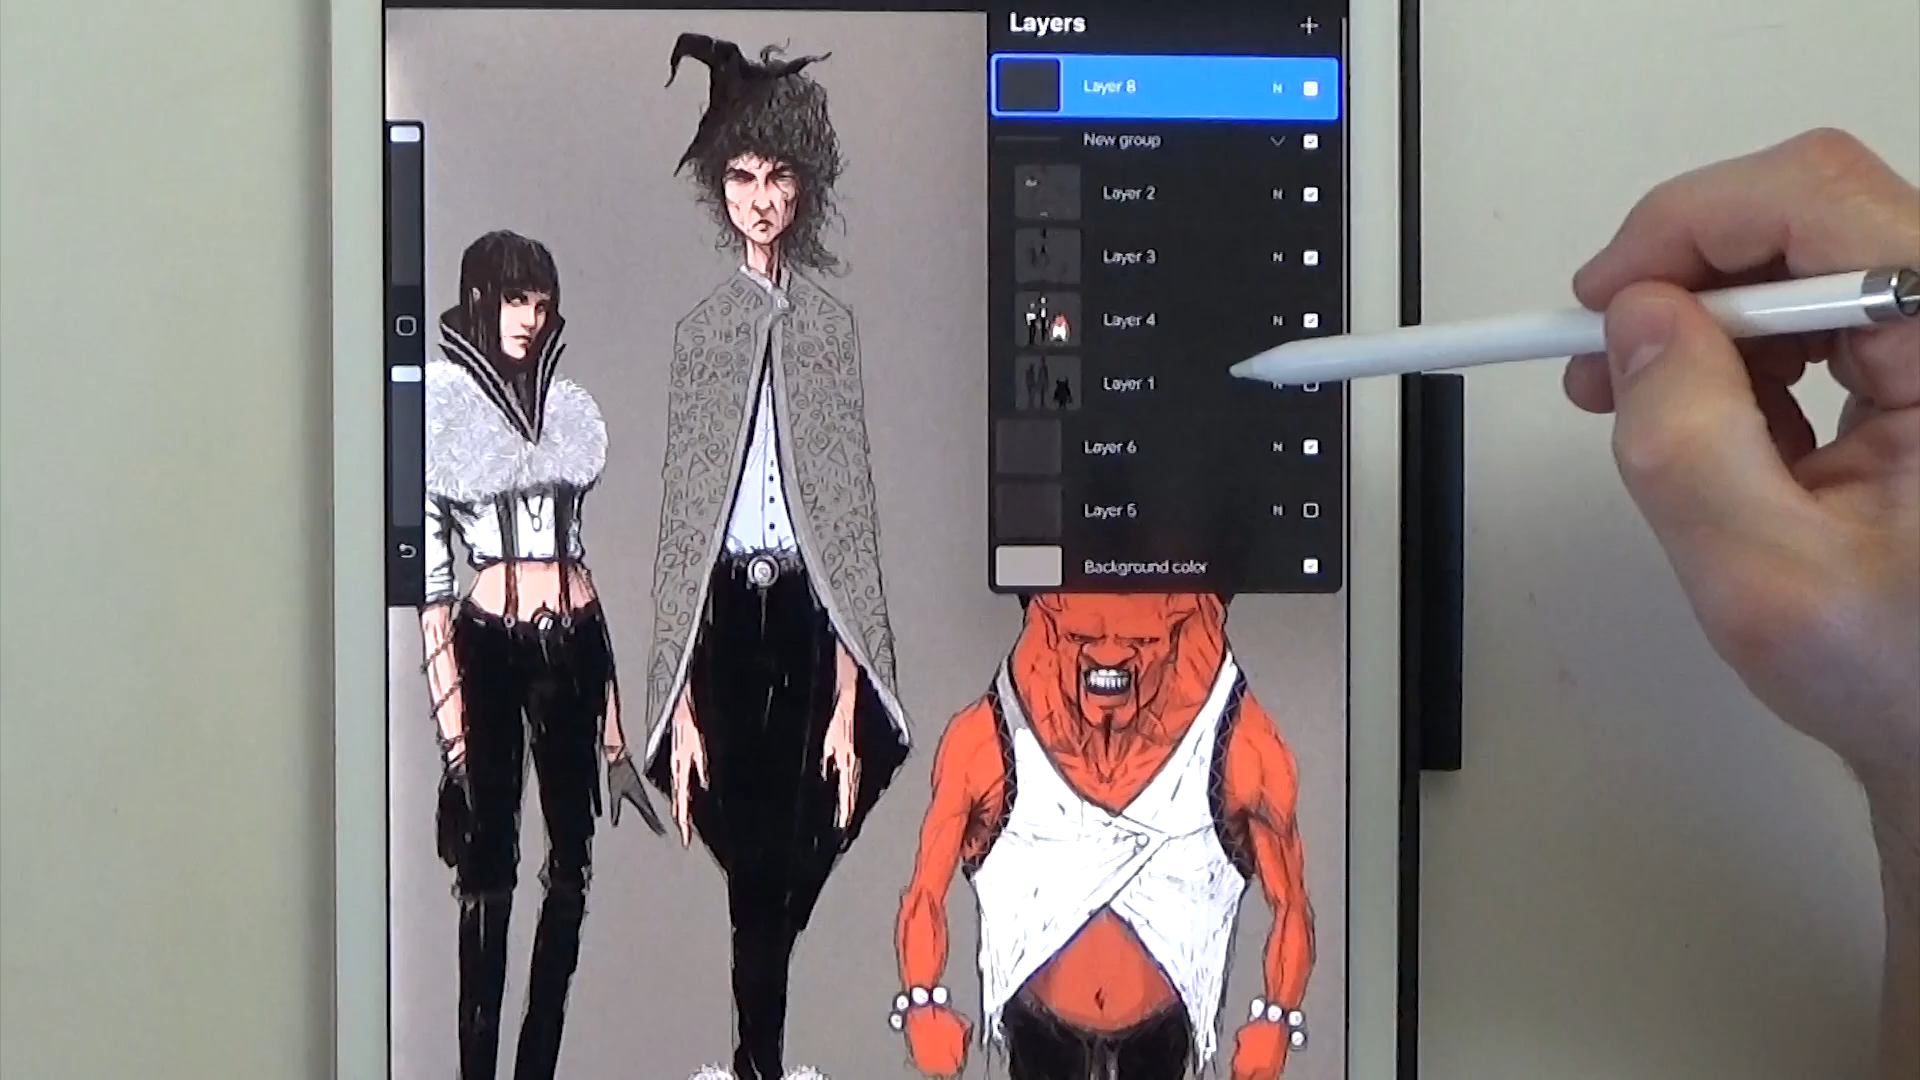 Layers
Layer 8 N
New group
Layer 2 N
Layer 3 N
Layer 4 N
Layer 1 N
Layer 6 N
Layer 5 N
Background color